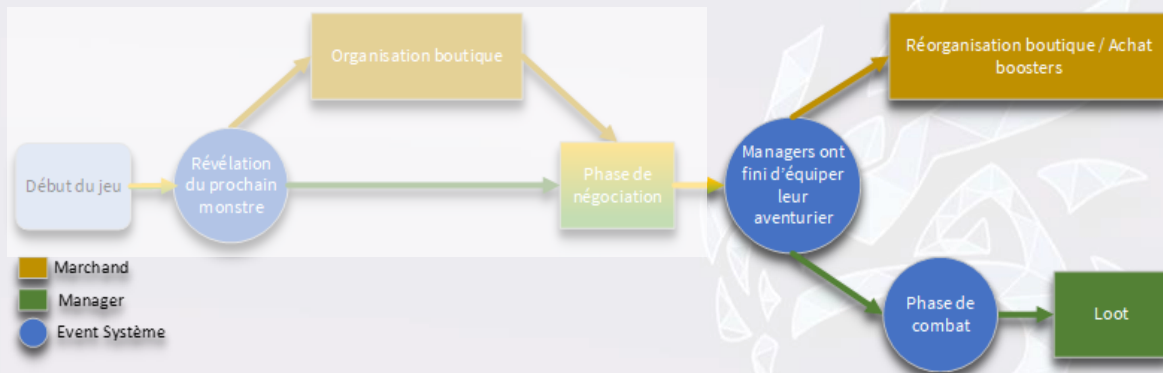 Organisation boutique
Réorganisation boutique / Achat
boosters
Début du jeu
Révélation
du prochain
monstre
Phase de
négociation
Managers ont
fini d'équiper
leur
aventurier
Marchand
Manager
Event Système
Phase de
combat
Loot